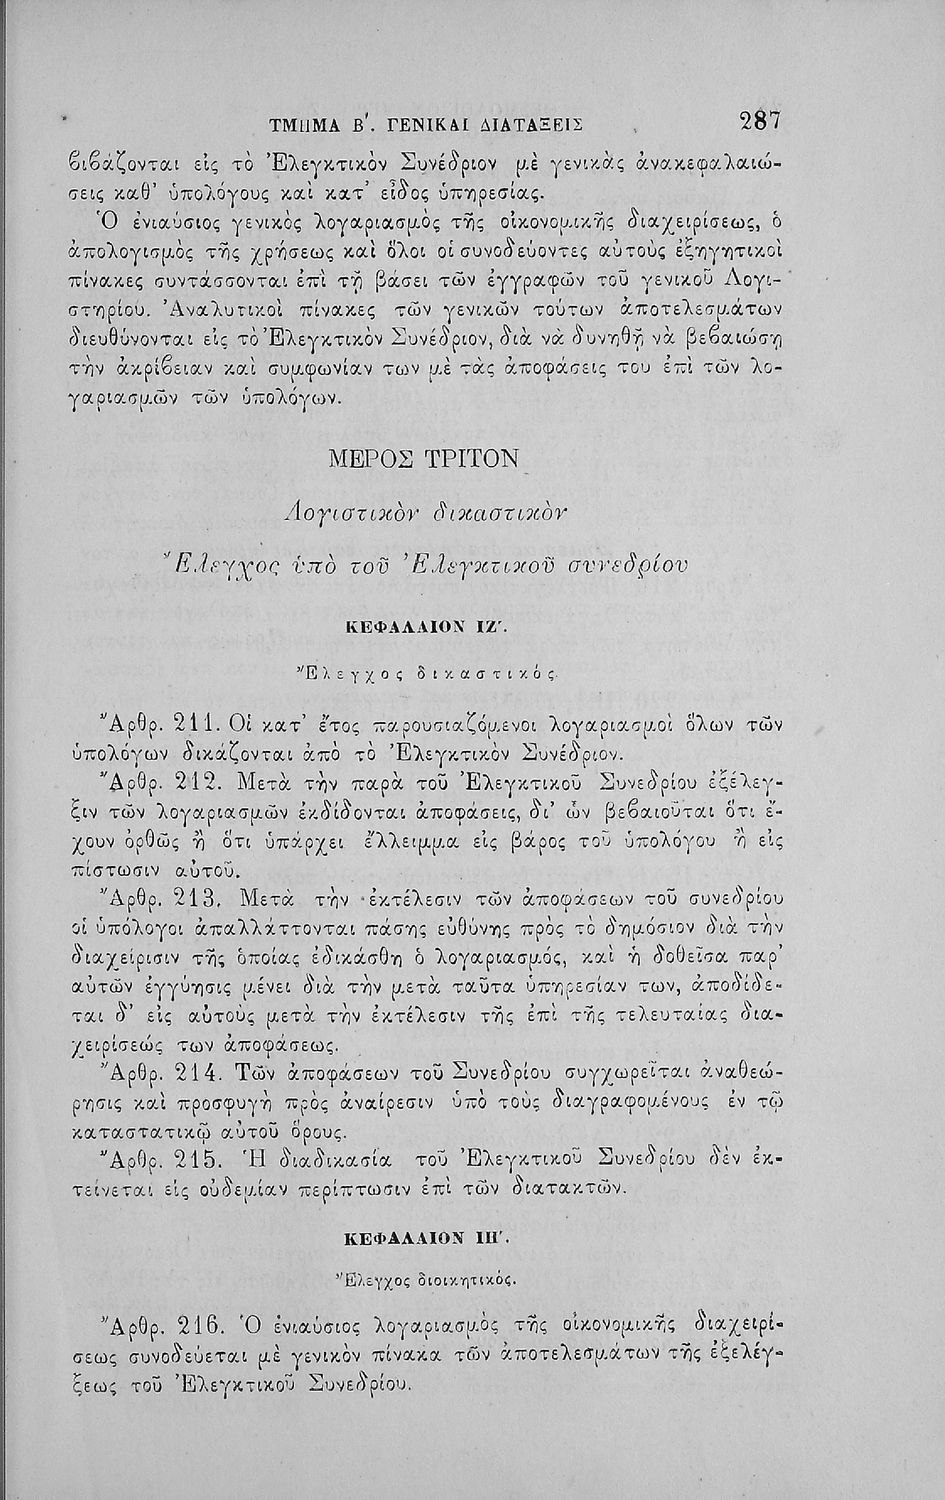 ΤΜΗΜΑ Β'. ΓΕΝΙΚΑΙ ΔΙΑΤΑΞΕΙΣ 287
βιβάζονται εἰς τὸ Ἐλεγκτικὸν Συνέδριον μὲ γενικὰς ἀνακεφαλαιώ-
σεις καθ' ὑπολόγους καὶ κατ' εἶδος ὑπηρεσίας.
Ὁ ἐνιαύσιος γενικὸς λογαριασμὸς τῆς οἰκονομικῆς διαχειρίσεως, ὁ
ἀπολογισμὸς τῆς χρήσεως καὶ ὅλοι οἱ συνοδεύοντες αὐτοὺς ἐξηγητικοὶ
πίνακες συντάσσονται ἐπὶ τῇ βάσει τῶν ἐγγραφῶν τοῦ γενικοῦ Λογι-
στηρίου. Ἀναλυτικοὶ πίνακες τῶν γενικῶν τούτων ἀποτελεσμάτων
διευθύνονται εἰς τὸ Ἐλεγκτικὸν Συνέδριον, διὰ νὰ δυνηθῇ νὰ βεβαιώσῃ
τὴν ἀκρίβειαν καὶ συμφωνίαν των μὲ τὰς ἀποφάσεις του ἐπὶ τῶν λο-
γαριασμῶν τῶν ὑπολόγων.
ΜΕΡΟΣ ΤΡΙΤΟΝ
Λογιστικὸν δικαστικὸν
Ἔλεγχος ὑπὸ τοῦ Ἐλεγκτικοῦ συνεδρίου
ΚΕΦΑΛΑΙΟΝ ΙΖ'.
Ἔλεγχος δικαστικός.
Ἄρθρ. 211. Οἱ κατ' ἔτος παρουσιαζόμενοι λογαριασμοὶ ὅλων τῶν
ὑπολόγων δικάζονται ἀπὸ τὸ Ἐλεγκτικὸν Συνέδριον.
Ἄρθρ. 212. Μετὰ τὴν παρὰ τοῦ Ἐλεγκτικοῦ Συνεδρίου ἐξέλεγ-
ξιν τῶν λογαριασμῶν ἐκδίδονται ἀποφάσεις, δι' ὧν βεβαιοῦται ὅτι ἔ-
χουν ὀρθῶς ἢ ὅτι ὑπάρχει ἔλλειμμα εἰς βάρος τοῦ ὑπολόγου ἢ εἰς
πίστωσιν αὐτοῦ.
Ἄρθρ. 213. Μετὰ τὴν ἐκτέλεσιν τῶν ἀποφάσεων τοῦ συνεδρίου
οἱ ὑπόλογοι ἀπαλλάττονται πάσης εὐθύνης πρὸς τὸ δημόσιον διὰ τὴν
διαχείρισιν τῆς ὁποίας ἐδικάσθη ὁ λογαριασμός, καὶ ἡ δοθεῖσα παρ'
αὐτῶν ἐγγύησις μένει διὰ τὴν μετὰ ταῦτα ὑπηρεσίαν των, ἀποδίδε-
ται δ' εἰς αὐτοὺς μετὰ τὴν ἐκτέλεσιν τῆς ἐπὶ τῆς τελευταίας δια-
χειρίσεώς των ἀποφάσεως.
Ἄρθρ. 214. Τῶν ἀποφάσεων τοῦ Συνεδρίου συγχωρεῖται ἀναθεώ-
ρησις καὶ προσφυγὴ πρὸς ἀναίρεσιν ὑπὸ τοὺς διαγραφομένους ἐν τῷ
καταστατικῷ αὐτοῦ ὅρους.
Ἄρθρ. 215. Ἡ διαδικασία τοῦ Ἐλεγκτικοῦ Συνεδρίου δὲν ἐκ-
τείνεται εἰς οὐδεμίαν περίπτωσιν ἐπὶ τῶν διατακτῶν.
ΚΕΦΑΛΑΙΟΝ ΙΗ'.
Ἔλεγχος διοικητικός.
Ἄρθρ. 216. Ὁ ἐνιαύσιος λογαριασμὸς τῆς οἰκονομικῆς διαχειρί-
σεως συνοδεύεται μὲ γενικὸν πίνακα τῶν ἀποτελεσμάτων τῆς ἐξελέγ-
ξεως τοῦ Ἐλεγκτικοῦ Συνεδρίου.